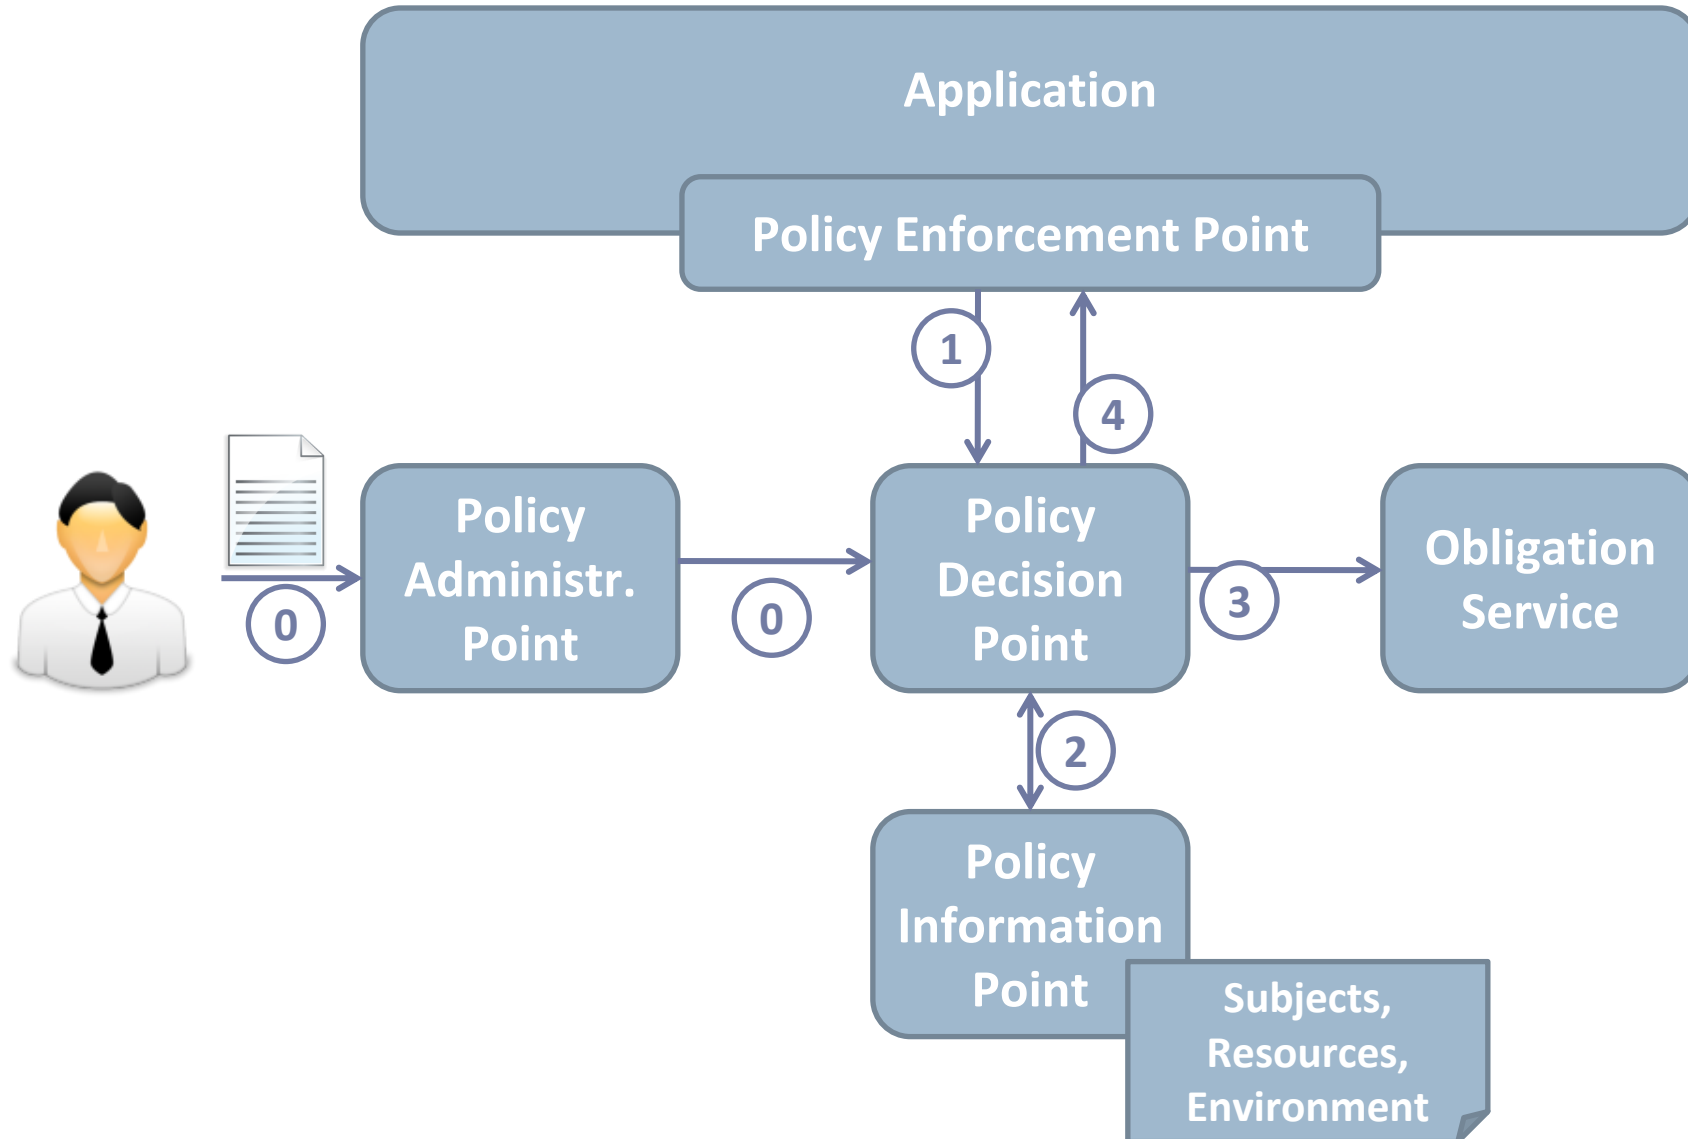 Application
Policy Enforcement Point
1
4
Policy
Administr.
Point
Policy
Decision
Point
Obligation
Service
0
0
3
2
Policy
Information
Point
Subjects,
Resources,
Environment